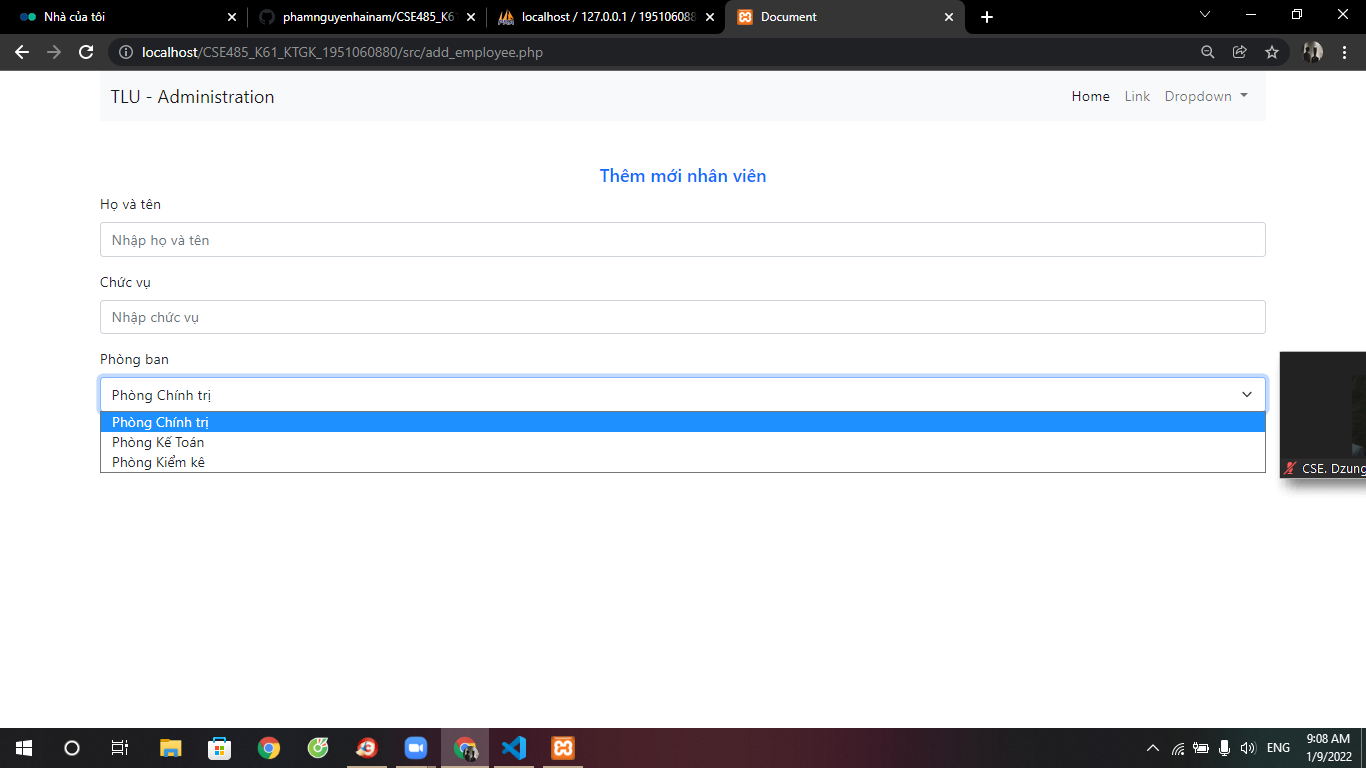 Nhà của tôi
phamnguyenhainam/CSE485_K6
localhost / 127.0.0.1 / 195106088
Document
localhost/CSE485_K61_KTGK_1951060880/src/add_employee.php
TLU - Administration
Home Link Dropdown
Thêm mới nhân viên
Họ và tên
Nhập họ và tên
Chức vụ
Nhập chức vụ
Phòng ban
Phòng Chính trị
Phòng Chính trị
Phòng Kế Toán
Phòng Kiểm kê
CSE. Dzung
ENG
9:08 AM
1/9/2022